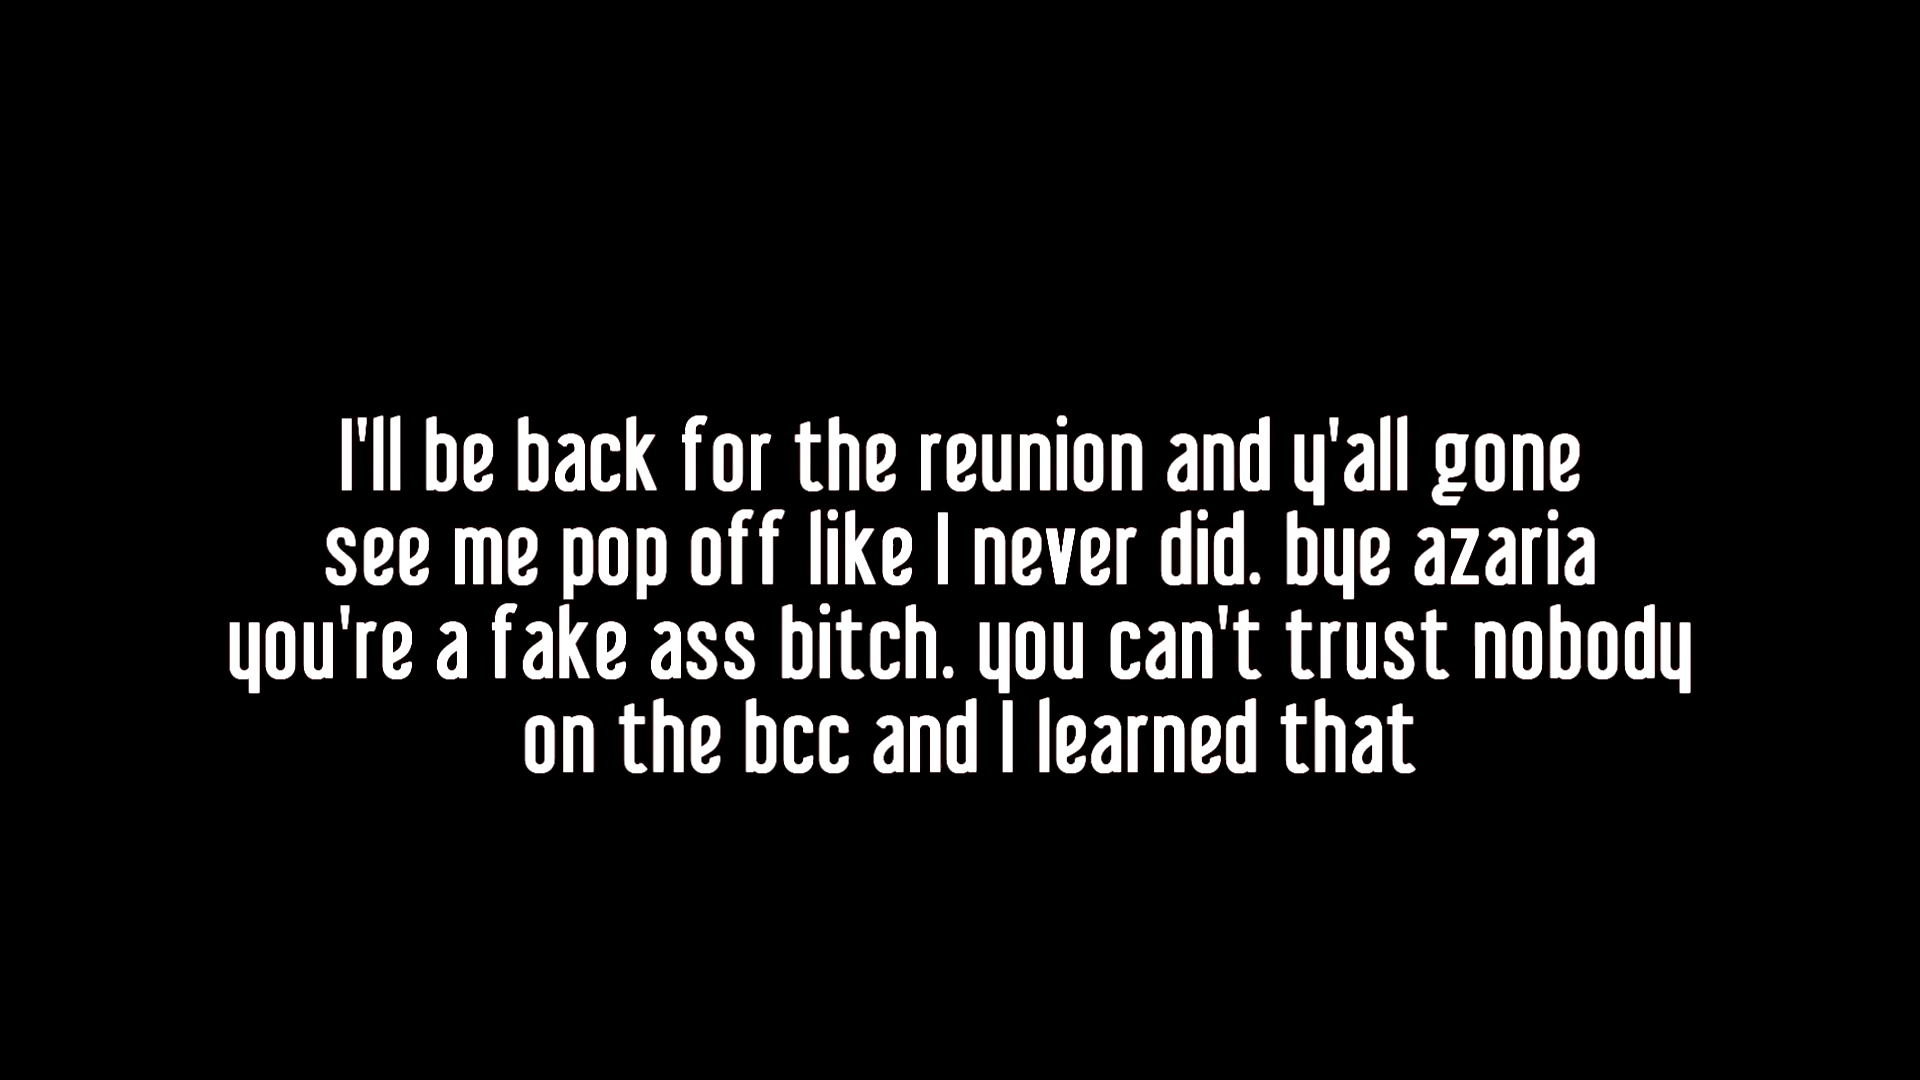 I'll be back for the reunion and y'all gone
see me pop off like I never did. bye azaria
you're a fake ass bitch. you can't trust nobody
on the bcc and I learned that